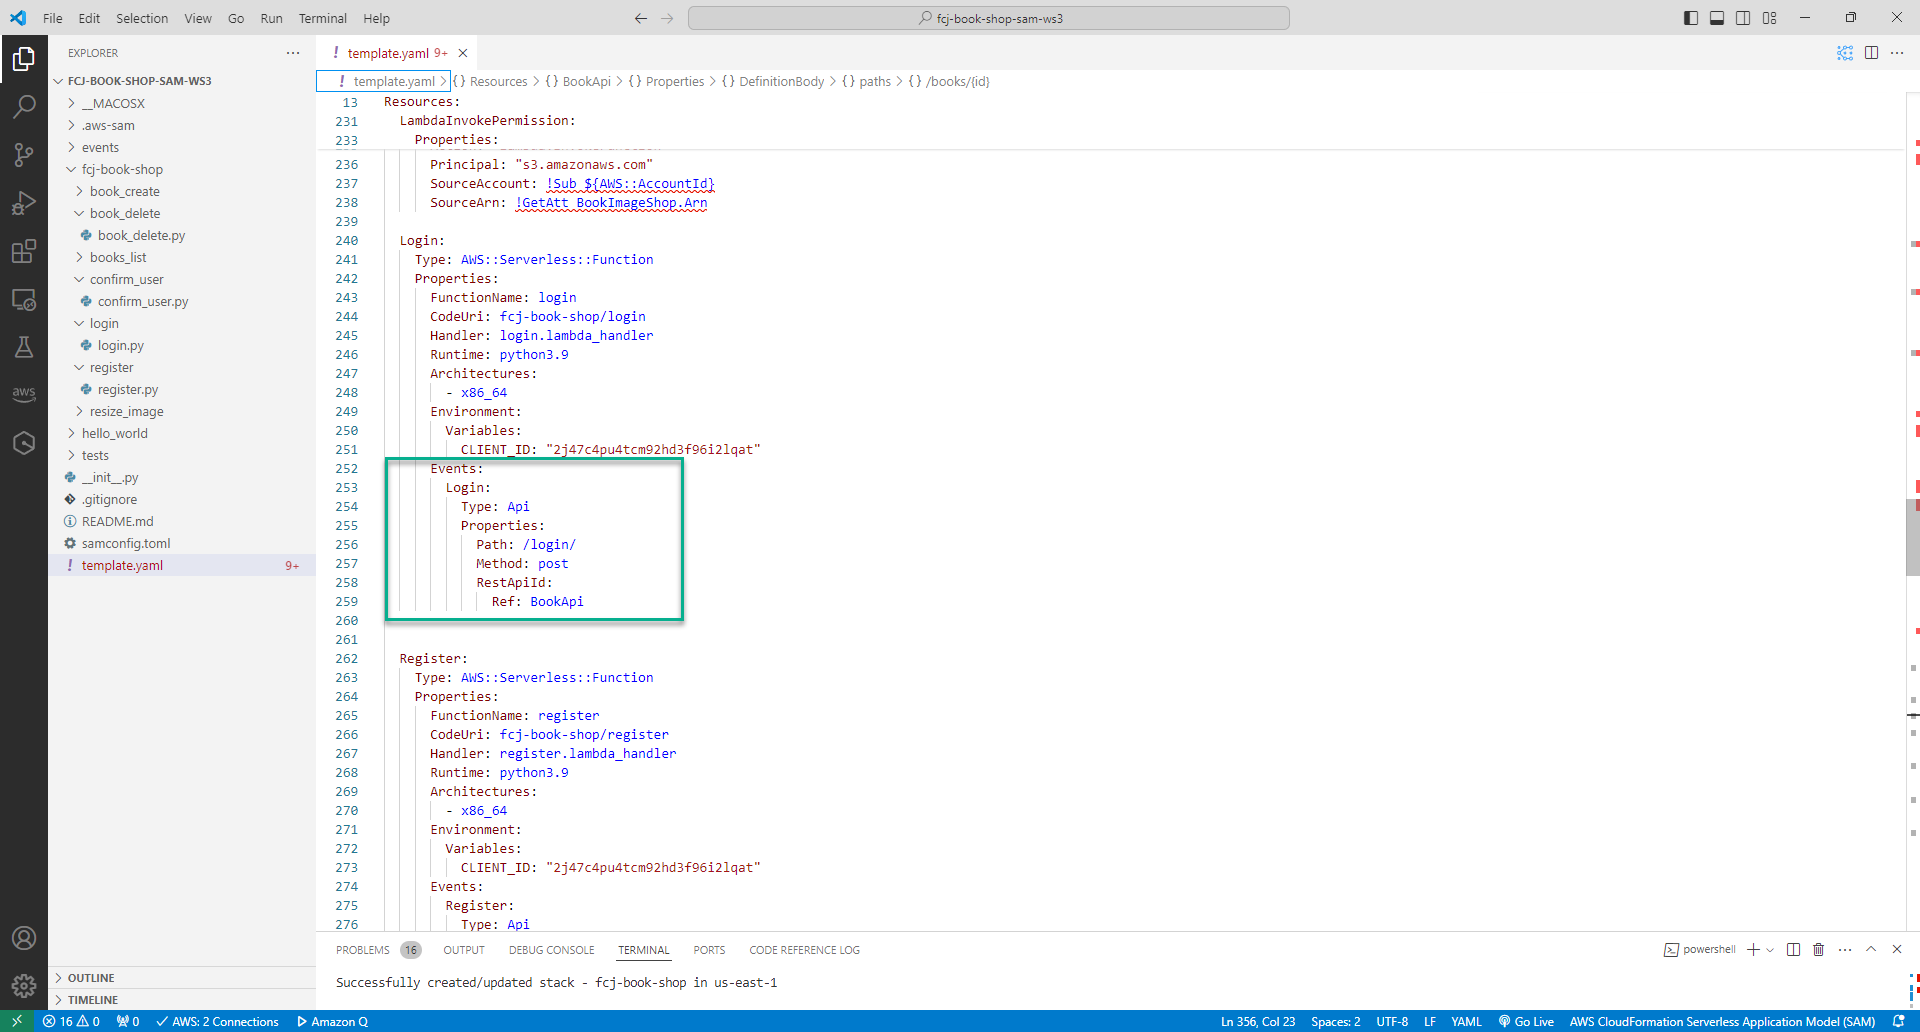 File Edit Selection View Go Run Terminal Help
fcj-book-shop-sam-ws3
EXPLORER
FCJ-BOOK-SHOP-SAM-WS3
__MACOSX
.aws-sam
events
fcj-book-shop
book_create
book_delete
book_delete.py
books_list
confirm_user
confirm_user.py
login
login.py
register
register.py
resize_image
hello_world
tests
__init__.py
.gitignore
README.md
samconfig.toml
template.yaml 9+
OUTLINE
TIMELINE
aws
template.yaml 9+
template.yaml > {} Resources > {} BookApi > {} Properties > {} DefinitionBody > {} paths > {} /books/{id}
13 Resources:
231 LambdaInvokePermission:
233 Properties:
236 Principal: "s3.amazonaws.com"
237 SourceAccount: !Sub ${AWS::AccountId}
238 SourceArn: !GetAtt BookImageShop.Arn
239
240 Login:
241 Type: AWS::Serverless::Function
242 Properties:
243 FunctionName: login
244 CodeUri: fcj-book-shop/login
245 Handler: login.lambda_handler
246 Runtime: python3.9
247 Architectures:
248 - x86_64
249 Environment:
250 Variables:
251 CLIENT_ID: "2j47c4pu4tcm92hd3f96i2lqat"
252 Events:
253 Login:
254 Type: Api
255 Properties:
256 Path: /login/
257 Method: post
258 RestApiId:
259 Ref: BookApi
260
261
262 Register:
263 Type: AWS::Serverless::Function
264 Properties:
265 FunctionName: register
266 CodeUri: fcj-book-shop/register
267 Handler: register.lambda_handler
268 Runtime: python3.9
269 Architectures:
270 - x86_64
271 Environment:
272 Variables:
273 CLIENT_ID: "2j47c4pu4tcm92hd3f96i2lqat"
274 Events:
275 Register:
276 Type: Api
PROBLEMS 16 OUTPUT DEBUG CONSOLE TERMINAL PORTS CODE REFERENCE LOG
powershell
Successfully created/updated stack - fcj-book-shop in us-east-1
16 0 0 AWS: 2 Connections Amazon Q
Ln 356, Col 23 Spaces: 2 UTF-8 LF YAML Go Live AWS CloudFormation Serverless Application Model (SAM)